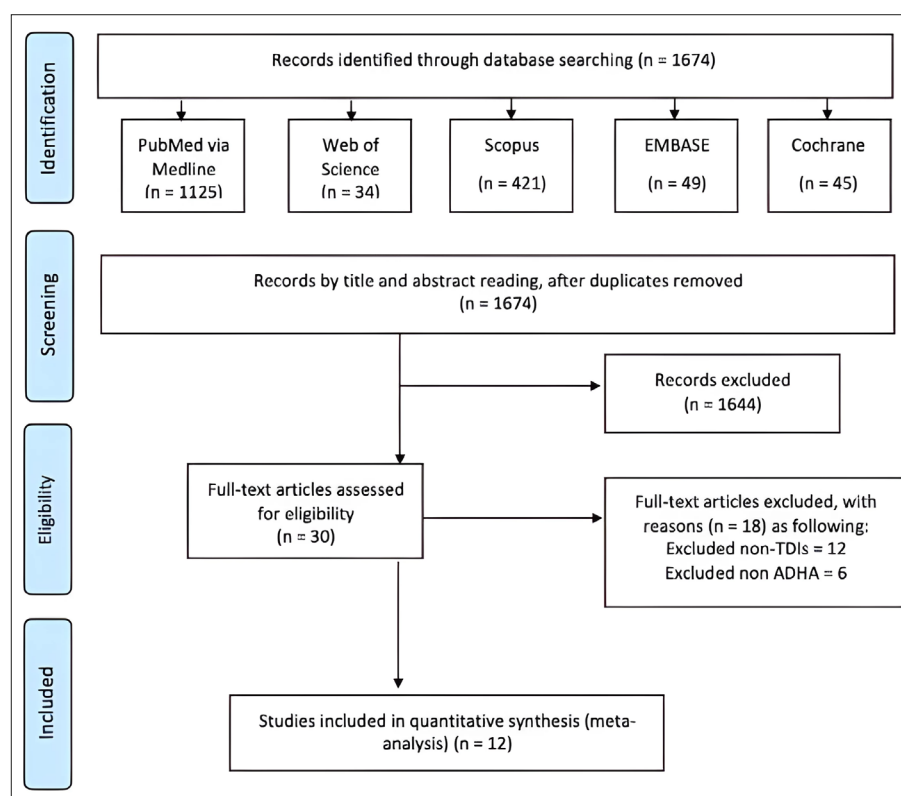 Identification
Records identified through database searching (n = 1674)
PubMed via
Medline
(n = 1125)
Web of
Science
(n = 34)
Scopus
(n = 421)
EMBASE
(n = 49)
Cochrane
(n = 45)
Screening
Records by title and abstract reading, after duplicates removed
(n = 1674)
Records excluded
(n = 1644)
Eligibility
Full-text articles assessed
for eligibility
(n = 30)
Full-text articles excluded, with
reasons (n = 18) as following:
Excluded non-TDIs = 12
Excluded non ADHA = 6
Included
Studies included in quantitative synthesis (meta-
analysis) (n = 12)